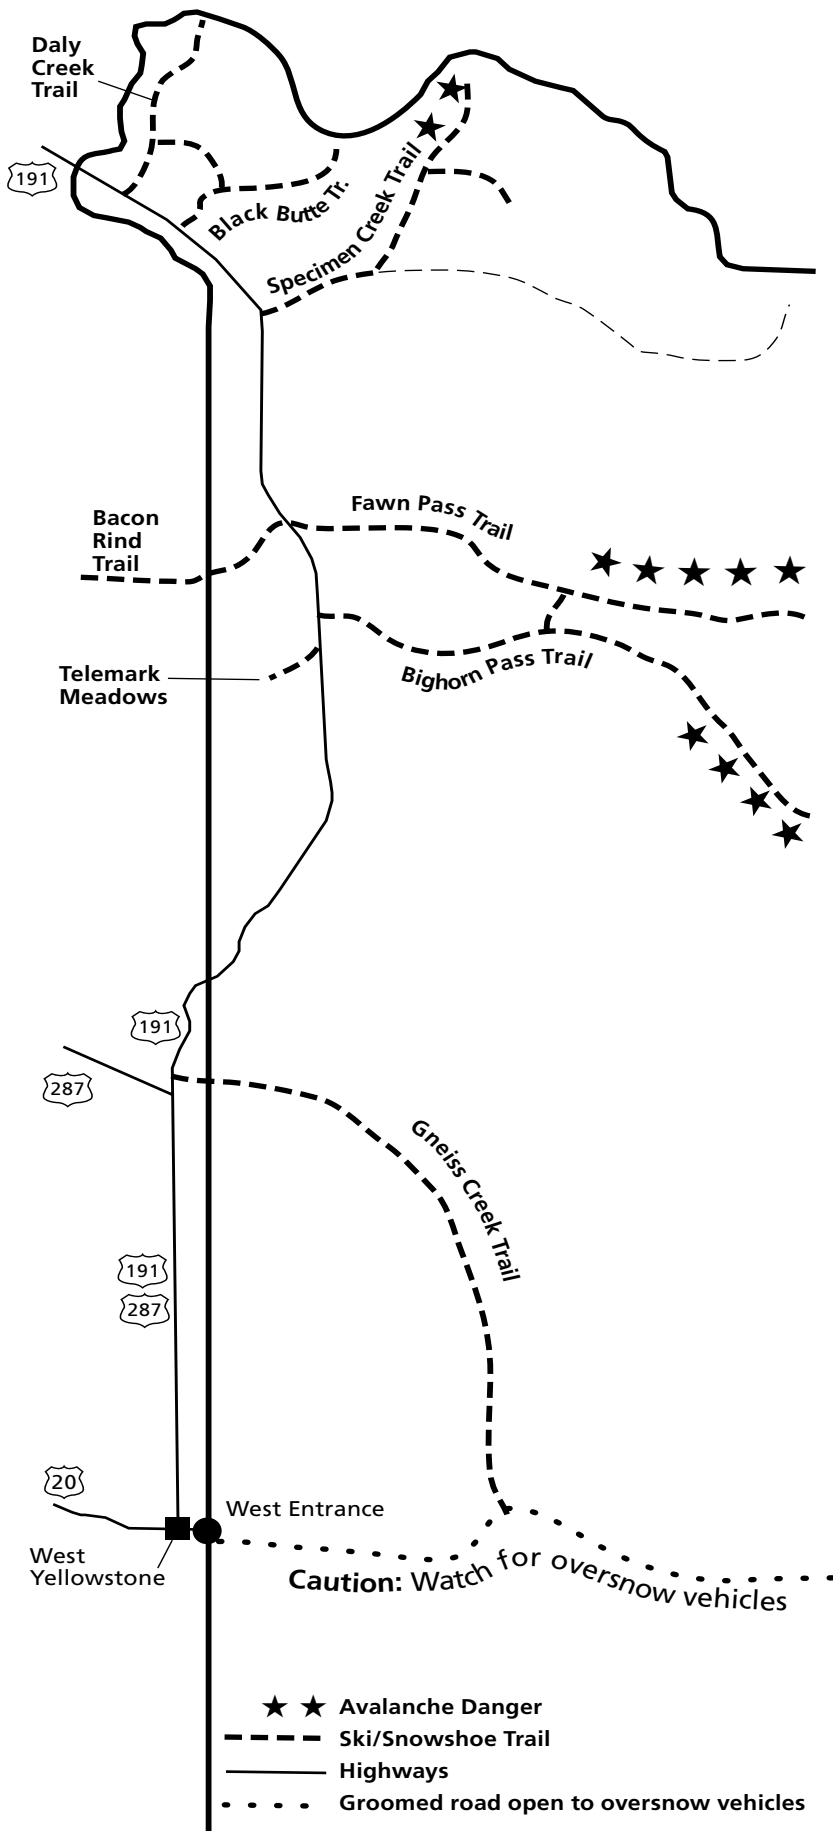 Daly
Creek
Trail
191
Black Butte Tr.
Specimen Creek Trail
Bacon
Rind
Trail
Fawn Pass Trail
Telemark
Meadows
Bighorn Pass Trail
191
287
Gneiss Creek Trail
191
287
20
West Entrance
West
Yellowstone
Caution: Watch for oversnow vehicles
Avalanche Danger
Ski/Snowshoe Trail
Highways
Groomed road open to oversnow vehicles